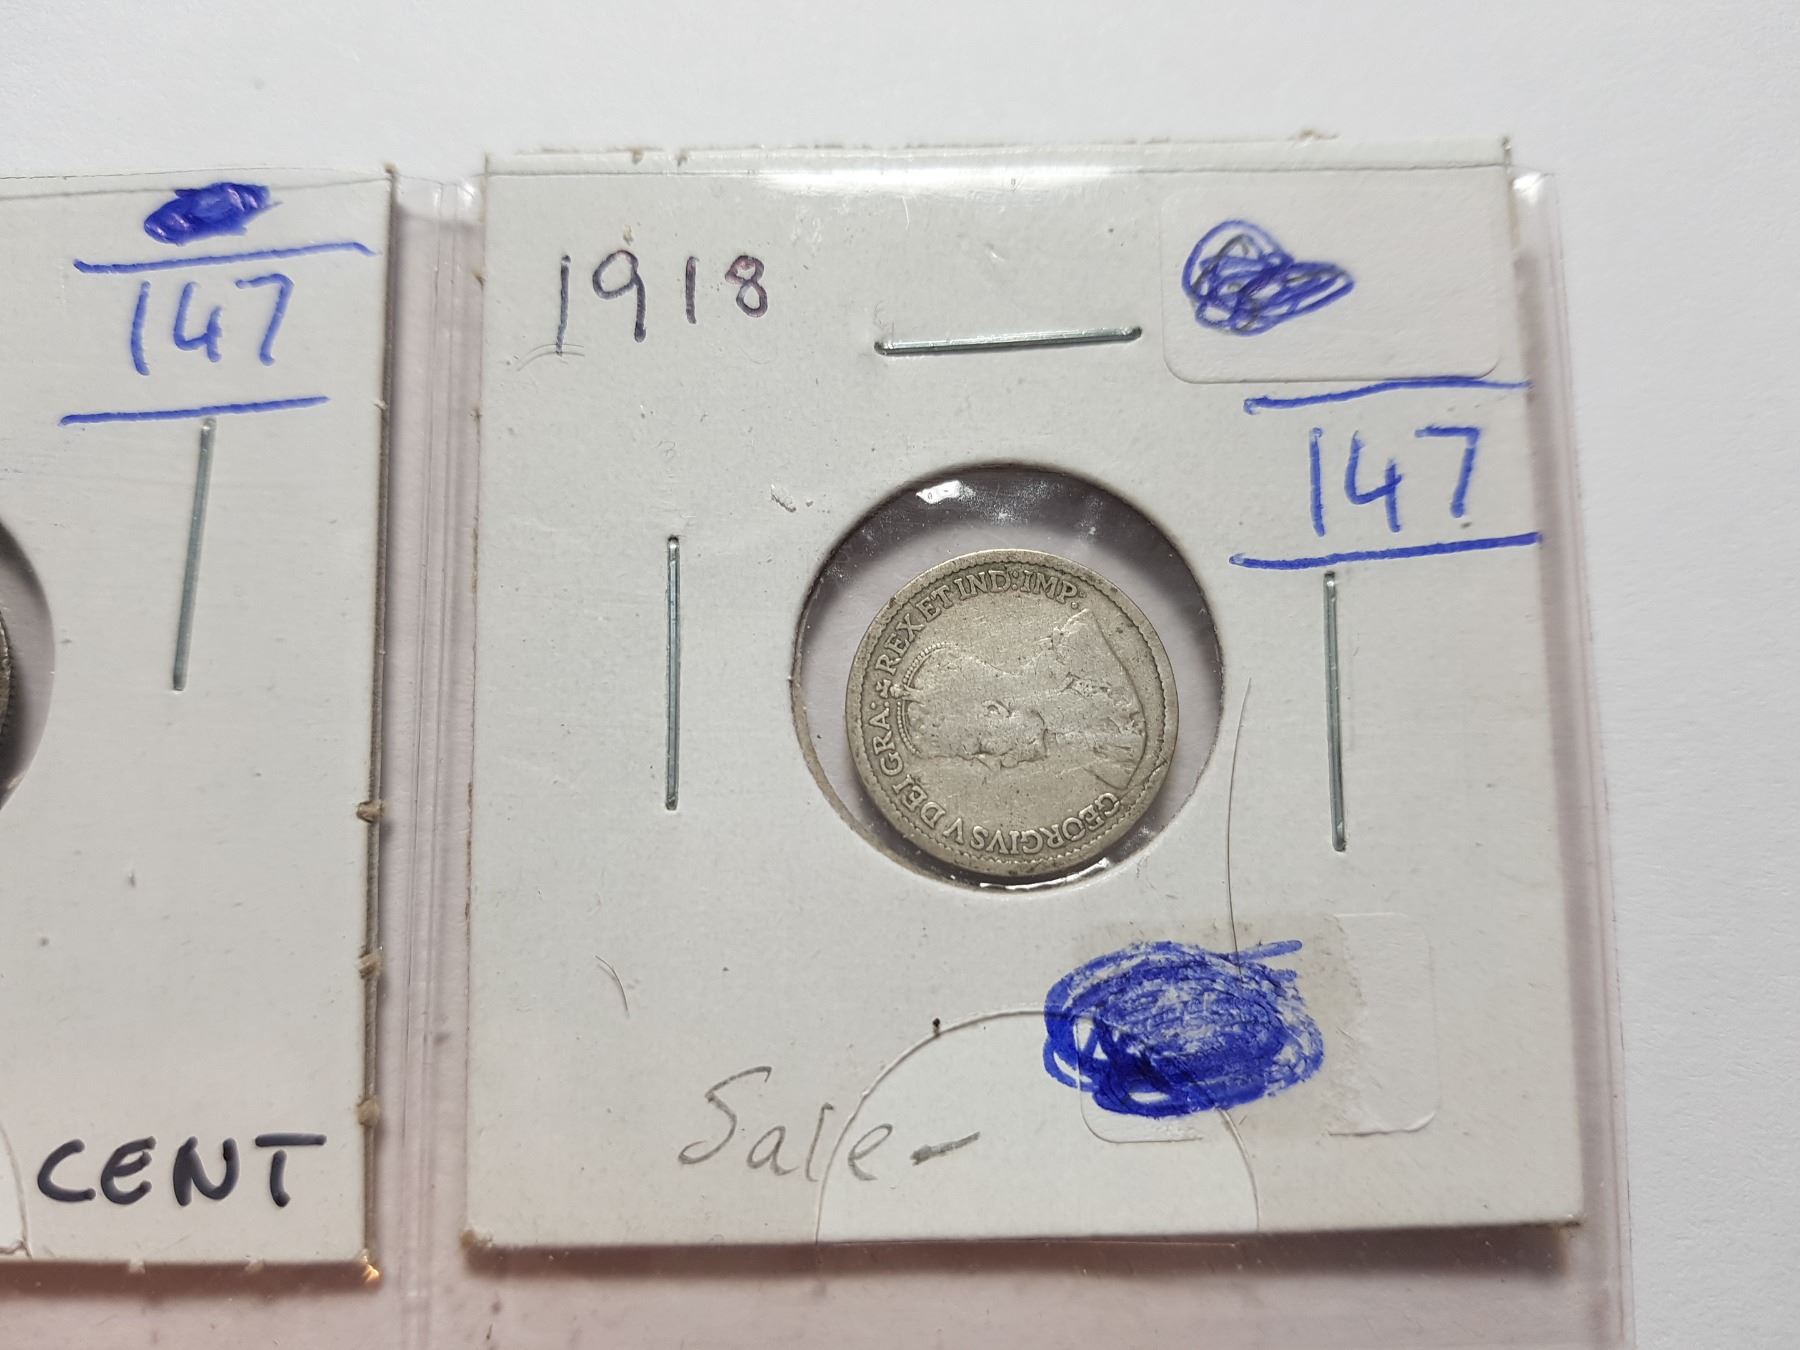 147
CENT
1918
147
GEORGIVS V DEI GRA: REX ET IND: IMP:
Sale -